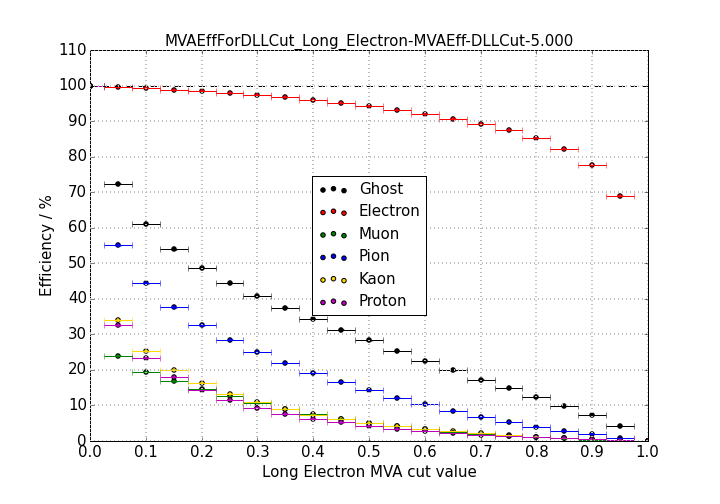 MVAEffForDLLCut_Long_Electron-MVAEff-DLLCut-5.000
110
100
90
80
70
60
50
40
30
20
10
0
Efficiency / %
Ghost
Electron
Muon
Pion
Kaon
Proton
0.0 0.1 0.2 0.3 0.4 0.5 0.6 0.7 0.8 0.9 1.0
Long Electron MVA cut value